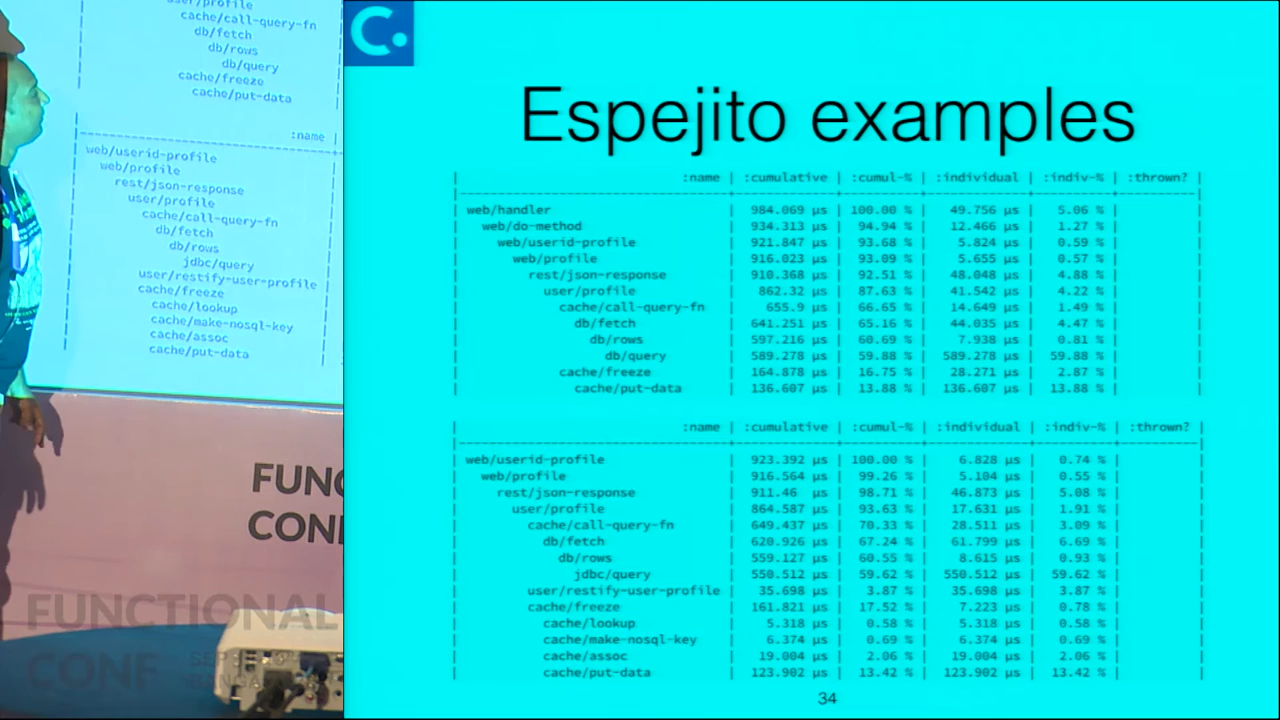 user/profile
cache/call-query-fn
db/fetch
db/rows
db/query
cache/freeze
cache/put-data
:name |
web/userid-profile
web/profile
rest/json-response
user/profile
cache/call-query-fn
db/fetch
db/rows
jdbc/query
user/restify-user-profile
cache/freeze
cache/lookup
cache/make-nosql-key
cache/assoc
cache/put-data
FUNC
CONF
FUNCTIONAL
CONF
C.
Espejito examples
| :name | :cumulative | :cumul-% | :individual | :indiv-% | :thrown? |
| web/handler | 984.069 µs | 100.00 % | 49.756 µs | 5.06 % | |
| web/do-method | 934.313 µs | 94.94 % | 12.466 µs | 1.27 % | |
| web/userid-profile | 921.847 µs | 93.68 % | 5.824 µs | 0.59 % | |
| web/profile | 916.023 µs | 93.09 % | 5.655 µs | 0.57 % | |
| rest/json-response | 910.368 µs | 92.51 % | 48.048 µs | 4.88 % | |
| user/profile | 862.32 µs | 87.63 % | 41.542 µs | 4.22 % | |
| cache/call-query-fn | 655.9 µs | 66.65 % | 14.649 µs | 1.49 % | |
| db/fetch | 641.251 µs | 65.16 % | 44.035 µs | 4.47 % | |
| db/rows | 597.216 µs | 60.69 % | 7.938 µs | 0.81 % | |
| db/query | 589.278 µs | 59.88 % | 589.278 µs | 59.88 % | |
| cache/freeze | 164.878 µs | 16.75 % | 28.271 µs | 2.87 % | |
| cache/put-data | 136.607 µs | 13.88 % | 136.607 µs | 13.88 % | |
| :name | :cumulative | :cumul-% | :individual | :indiv-% | :thrown? |
| web/userid-profile | 923.392 µs | 100.00 % | 6.828 µs | 0.74 % | |
| web/profile | 916.564 µs | 99.26 % | 5.104 µs | 0.55 % | |
| rest/json-response | 911.46 µs | 98.71 % | 46.873 µs | 5.08 % | |
| user/profile | 864.587 µs | 93.63 % | 17.631 µs | 1.91 % | |
| cache/call-query-fn | 649.437 µs | 70.33 % | 28.511 µs | 3.09 % | |
| db/fetch | 620.926 µs | 67.24 % | 61.799 µs | 6.69 % | |
| db/rows | 559.127 µs | 60.55 % | 8.615 µs | 0.93 % | |
| jdbc/query | 550.512 µs | 59.62 % | 550.512 µs | 59.62 % | |
| user/restify-user-profile | 35.698 µs | 3.87 % | 35.698 µs | 3.87 % | |
| cache/freeze | 161.821 µs | 17.52 % | 7.223 µs | 0.78 % | |
| cache/lookup | 5.318 µs | 0.58 % | 5.318 µs | 0.58 % | |
| cache/make-nosql-key | 6.374 µs | 0.69 % | 6.374 µs | 0.69 % | |
| cache/assoc | 19.004 µs | 2.06 % | 19.004 µs | 2.06 % | |
| cache/put-data | 123.902 µs | 13.42 % | 123.902 µs | 13.42 % | |
34